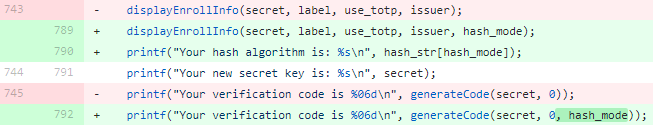 743 - displayEnrollInfo(secret, label, use_totp, issuer);
789 + displayEnrollInfo(secret, label, use_totp, issuer, hash_mode);
790 + printf("Your hash algorithm is: %s\n", hash_str[hash_mode]);
744 791 printf("Your new secret key is: %s\n", secret);
745 - printf("Your verification code is %06d\n", generateCode(secret, 0));
792 + printf("Your verification code is %06d\n", generateCode(secret, 0, hash_mode));